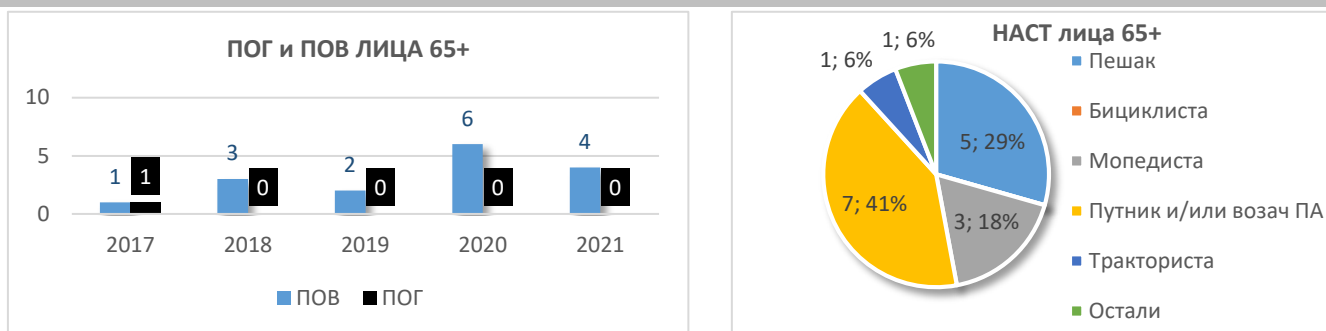 ПОГ и ПОВ ЛИЦА 65+
10
5
0
1
1
3
0
2
0
6
0
4
0
2017 2018 2019 2020 2021
ПОВ ПОГ
НАСТ лица 65+
1; 6%
1; 6%
5; 29%
7; 41%
3; 18%
Пешак
Бициклиста
Мопедиста
Путник и/или возач ПА
Тракториста
Остали